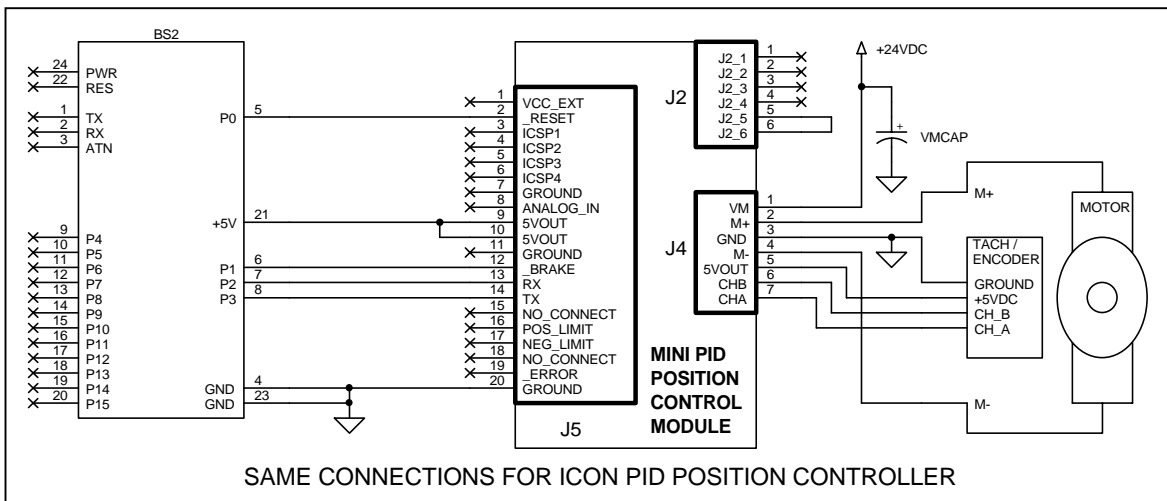 BS2
24 PWR
22 RES
1 TX
2 RX
3 ATN
9 P4
10 P5
11 P6
12 P7
13 P8
14 P9
15 P10
16 P11
17 P12
18 P13
19 P14
20 P15
P0 5
+5V 21
P1 6
P2 7
P3 8
GND 4
GND 23
1 VCC_EXT
2 _RESET
3 ICSP1
4 ICSP2
5 ICSP3
6 ICSP4
7 GROUND
8 ANALOG_IN
9 5VOUT
10 5VOUT
11 GROUND
12 _BRAKE
13 RX
14 TX
15 NO_CONNECT
16 POS_LIMIT
17 NEG_LIMIT
18 NO_CONNECT
19 _ERROR
20 GROUND
J5
J2
J2_1 1
J2_2 2
J2_3 3
J2_4 4
J2_5 5
J2_6 6
J4
VM 1
M+ 2
GND 3
M- 4
5VOUT 5
CHB 6
CHA 7
MINI PID
POSITION
CONTROL
MODULE
+24VDC
+
VMCAP
M+
MOTOR
TACH /
ENCODER
GROUND
+5VDC
CH_B
CH_A
M-
SAME CONNECTIONS FOR ICON PID POSITION CONTROLLER